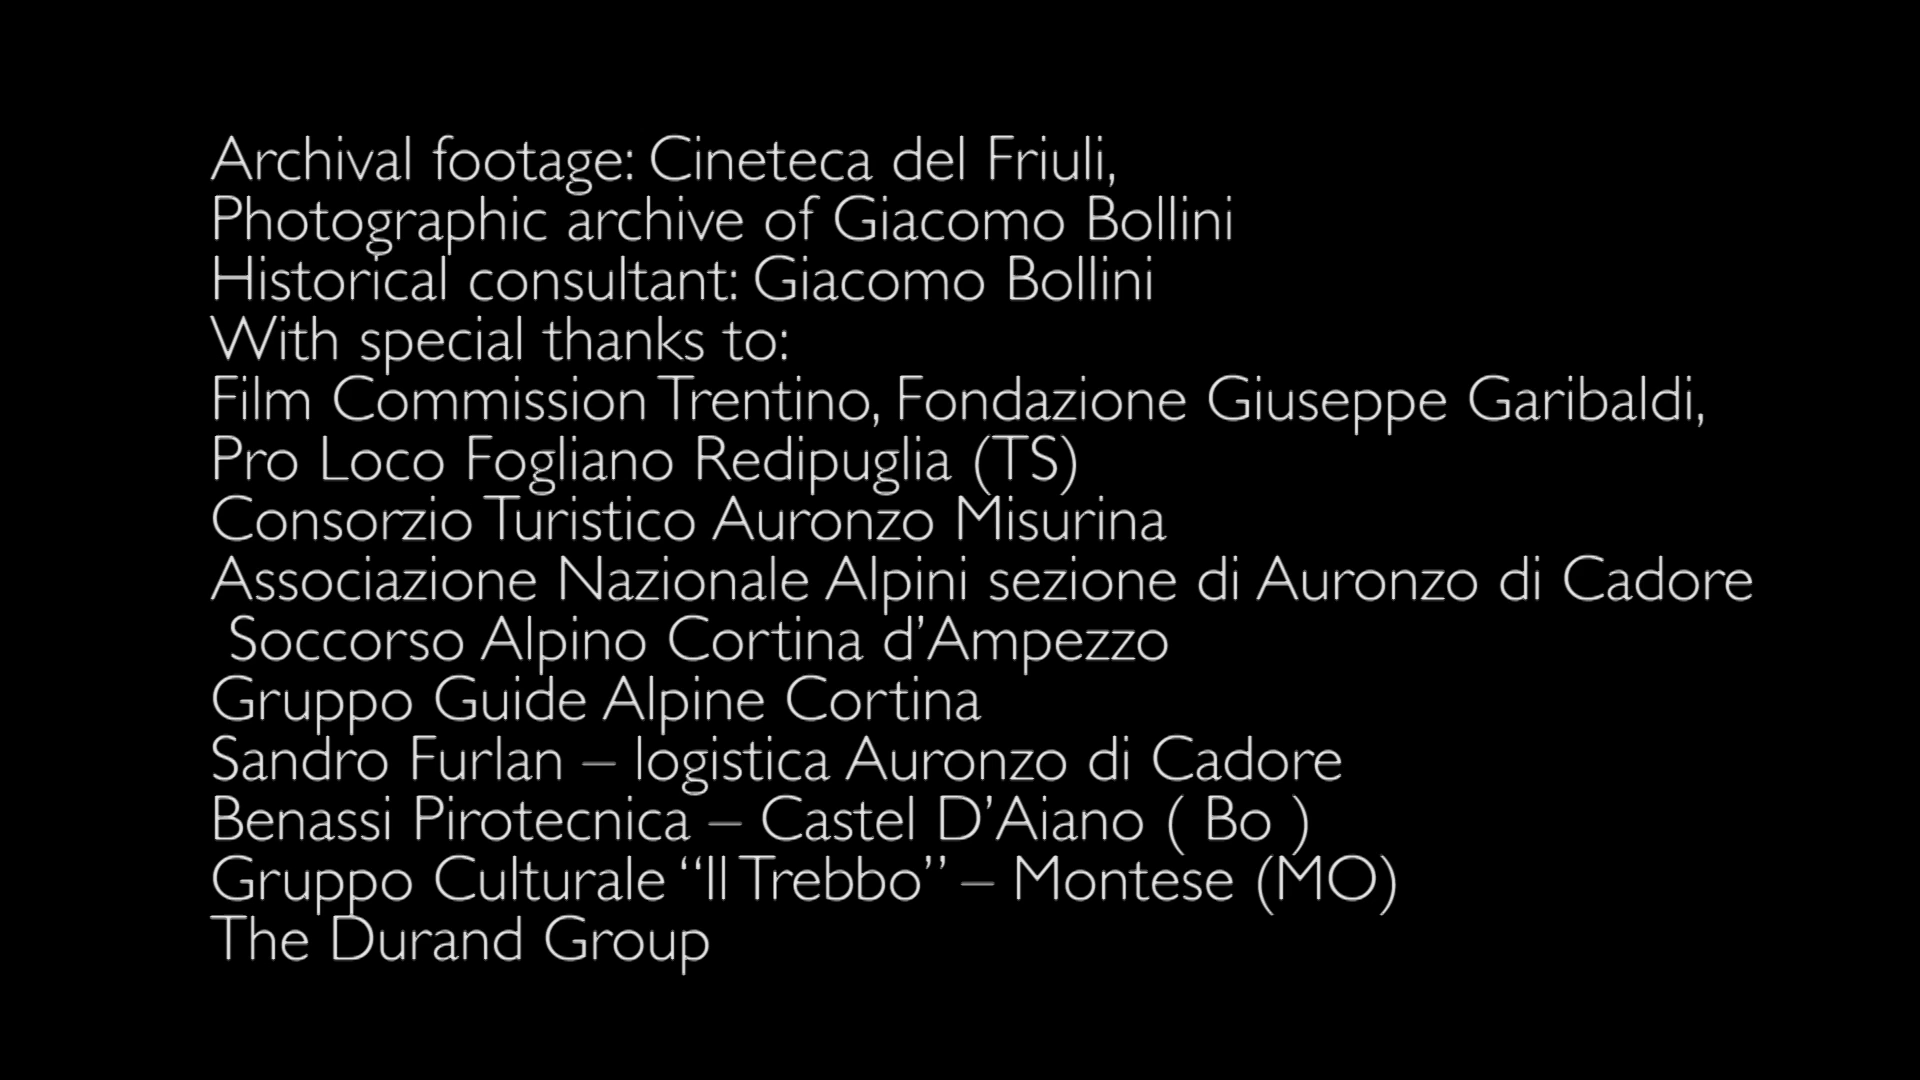 Archival footage: Cineteca del Friuli,
Photographic archive of Giacomo Bollini
Historical consultant: Giacomo Bollini
With special thanks to:
Film Commission Trentino, Fondazione Giuseppe Garibaldi,
Pro Loco Fogliano Redipuglia (TS)
Consorzio Turistico Auronzo Misurina
Associazione Nazionale Alpini sezione di Auronzo di Cadore
Soccorso Alpino Cortina d’Ampezzo
Gruppo Guide Alpine Cortina
Sandro Furlan – logistica Auronzo di Cadore
Benassi Pirotecnica – Castel D’Aiano ( Bo )
Gruppo Culturale “Il Trebbo” – Montese (MO)
The Durand Group